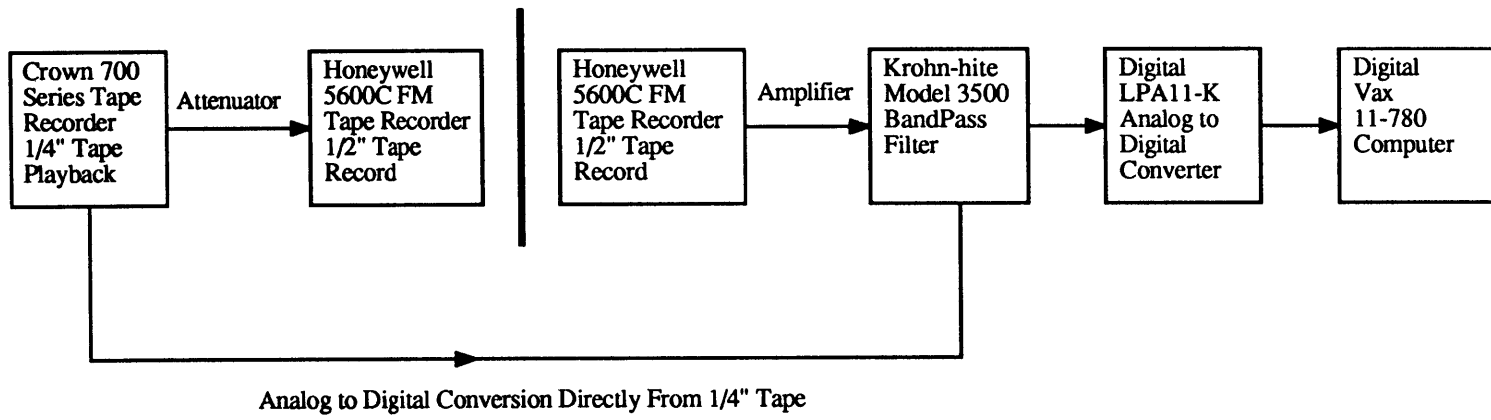 Crown 700
Series Tape
Recorder
1/4" Tape
Playback
Attenuator
Honeywell
5600C FM
Tape Recorder
1/2" Tape
Record
Honeywell
5600C FM
Tape Recorder
1/2" Tape
Record
Amplifier
Krohn-hite
Model 3500
BandPass
Filter
Digital
LPA11-K
Analog to
Digital
Converter
Digital
Vax
11-780
Computer
Analog to Digital Conversion Directly From 1/4" Tape